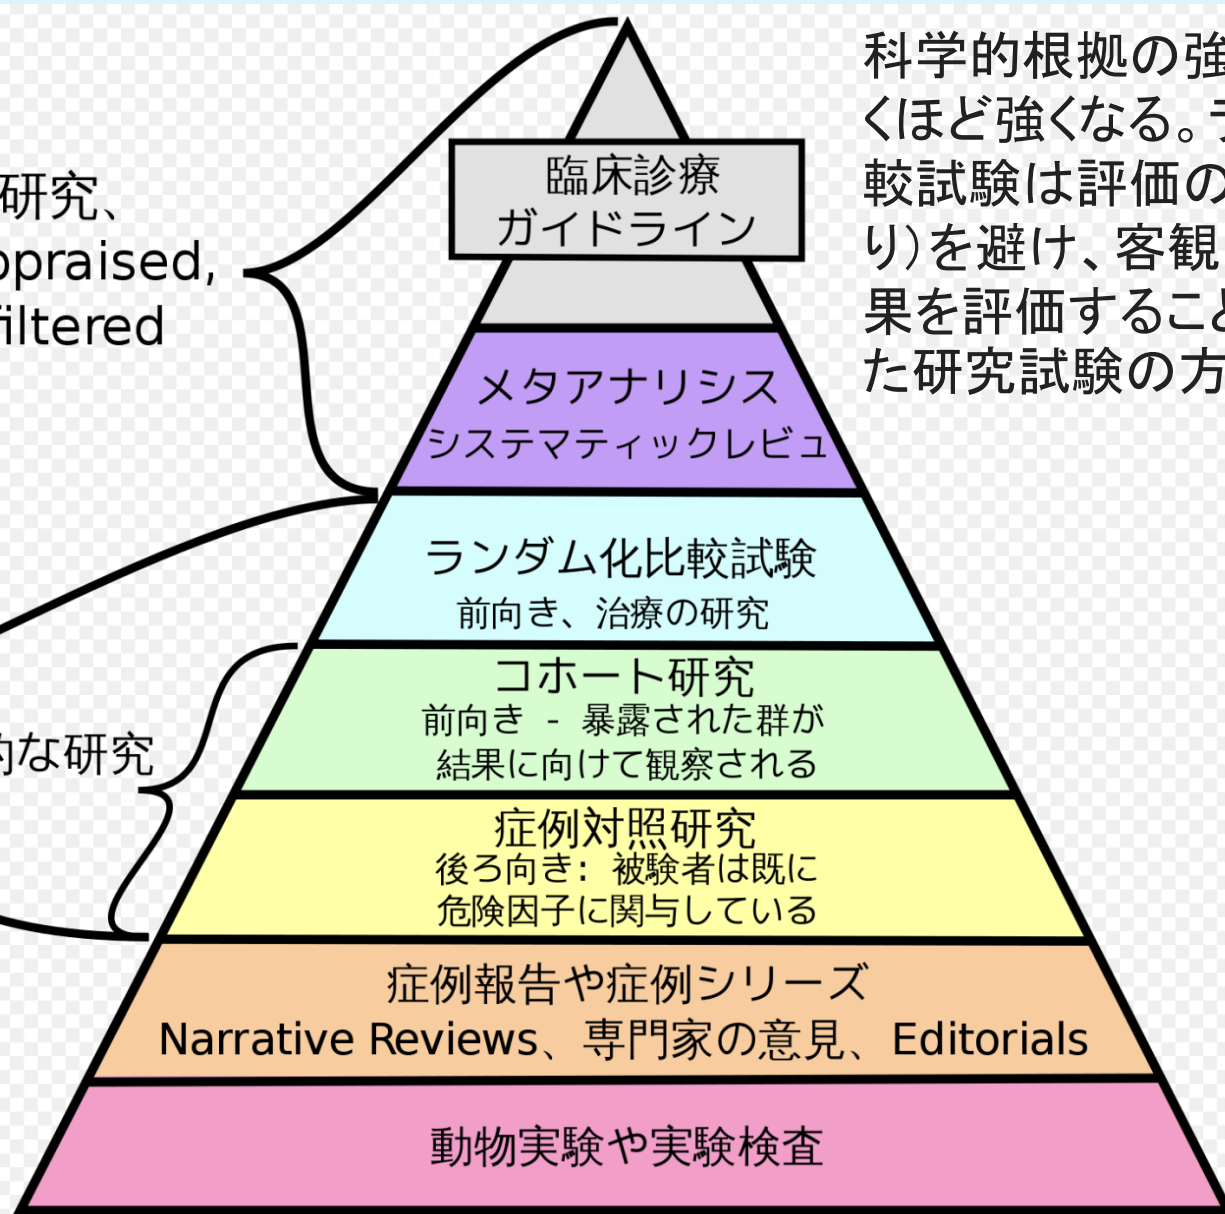 研究、
ppraised,
filtered
的な研究
臨床診療
ガイドライン
メタアナリシス
システマティックレビュ
ランダム化比較試験
前向き、治療の研究
コホート研究
前向き - 暴露された群が
結果に向けて観察される
症例対照研究
後ろ向き: 被験者は既に
危険因子に関与している
症例報告や症例シリーズ
Narrative Reviews、専門家の意見、Editorials
動物実験や実験検査
科学的根拠の強
くほど強くなる。
較試験は評価の
り)を避け、客観
果を評価すること
た研究試験の方